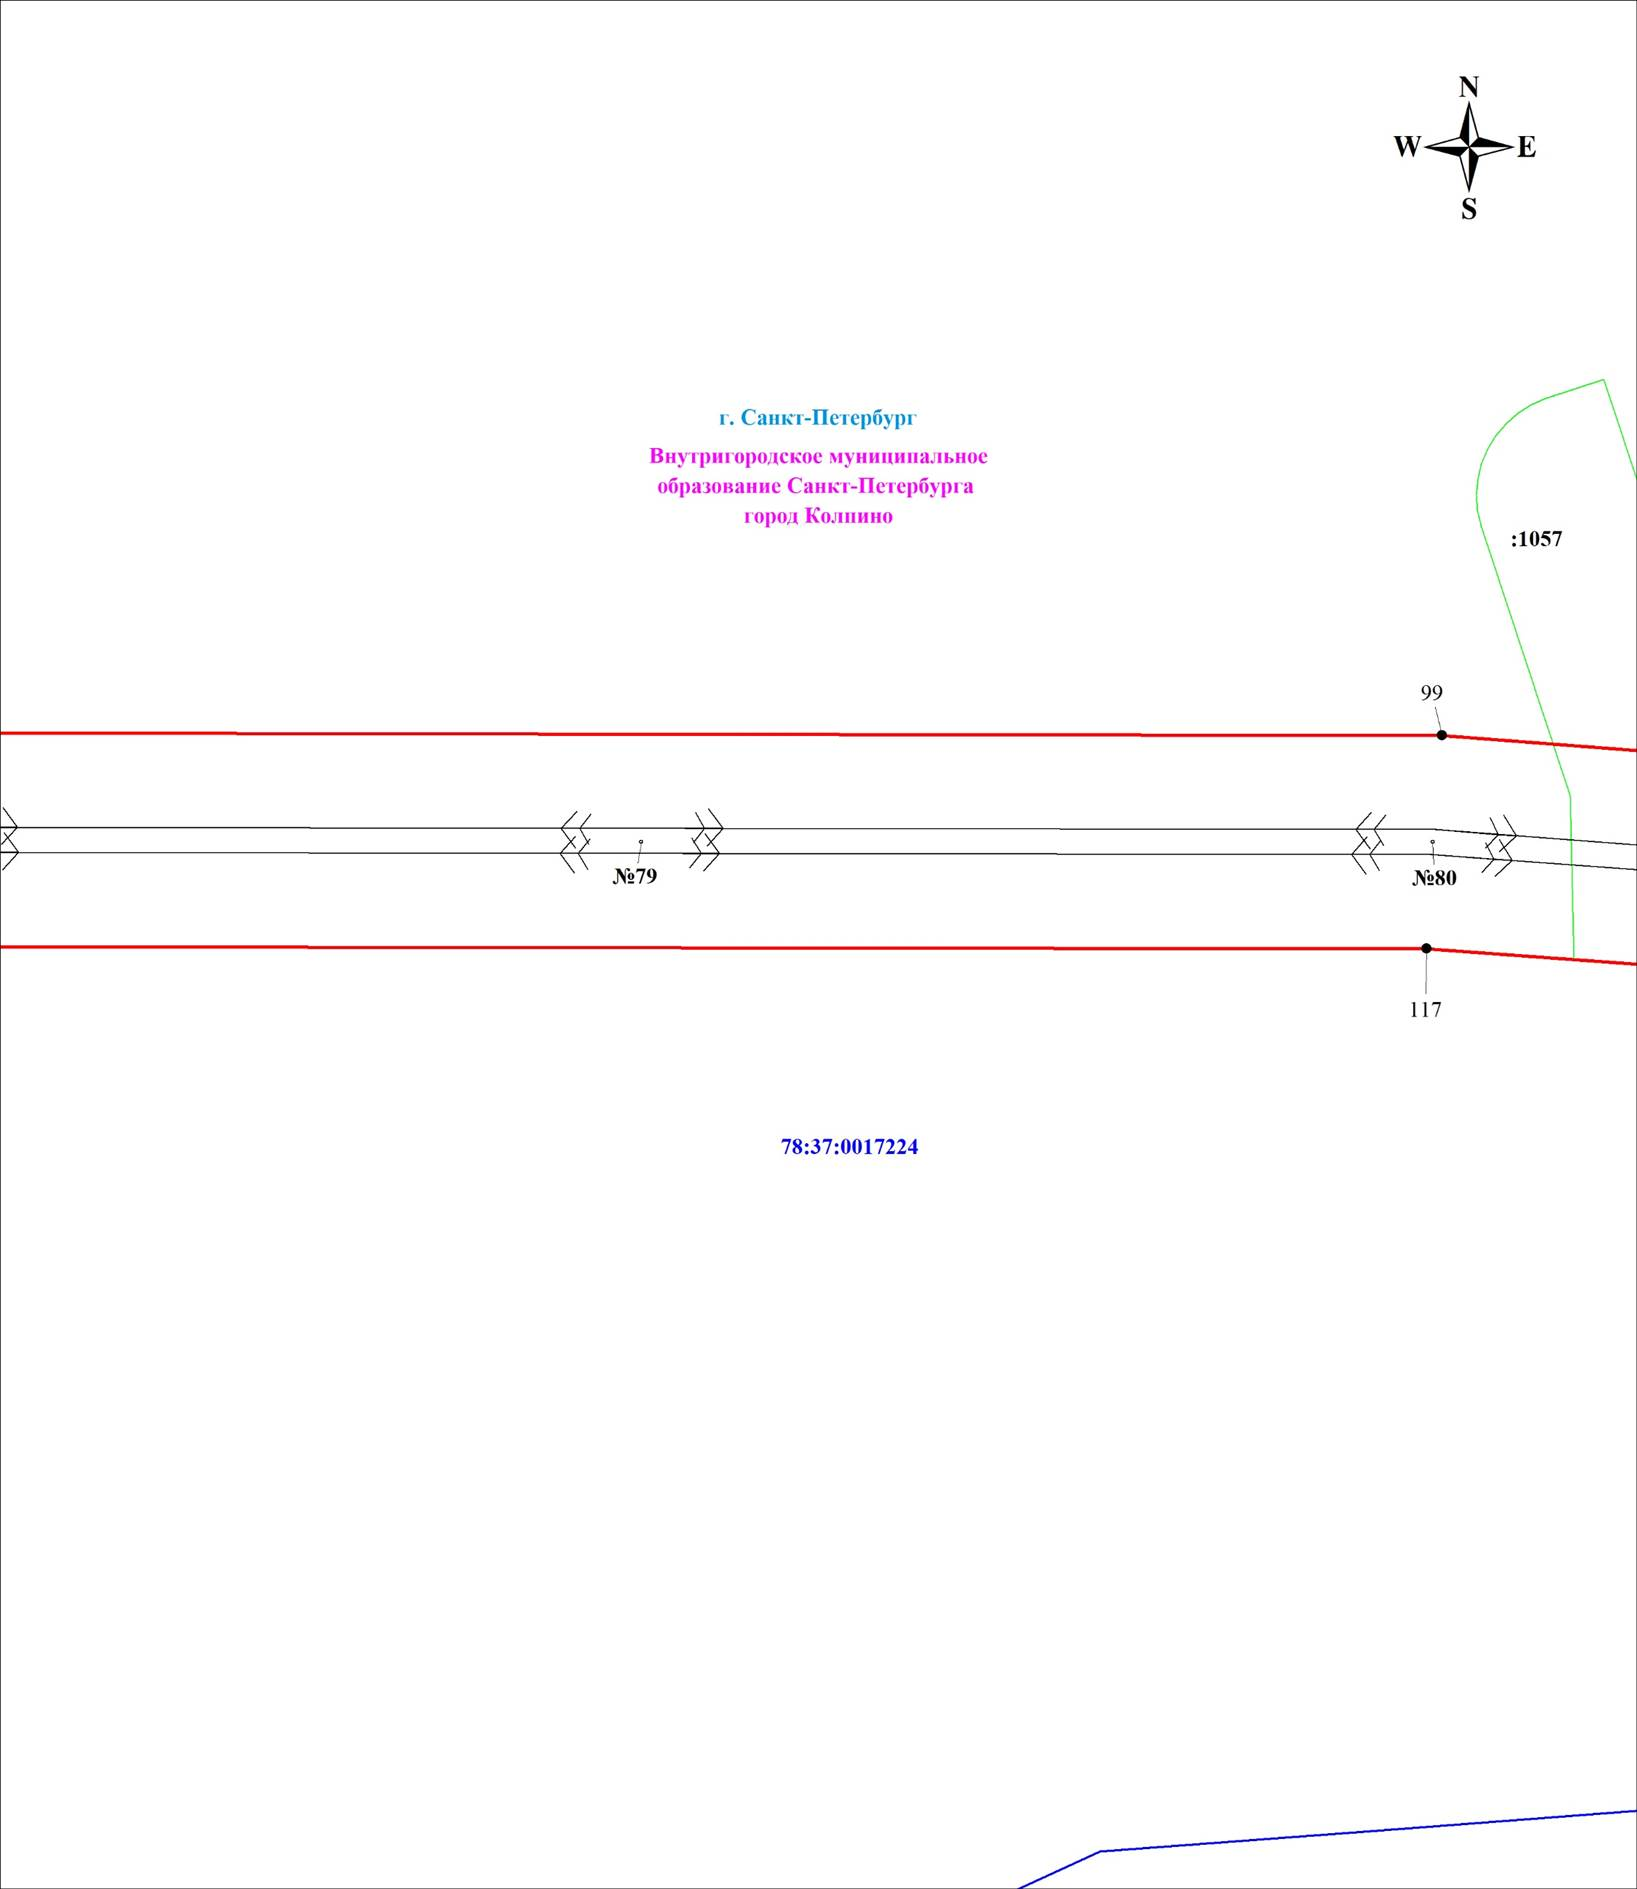 N
W E
S
г. Санкт-Петербург
Внутригородское муниципальное
образование Санкт-Петербурга
город Колпино
:1057
99
№79
№80
117
78:37:0017224